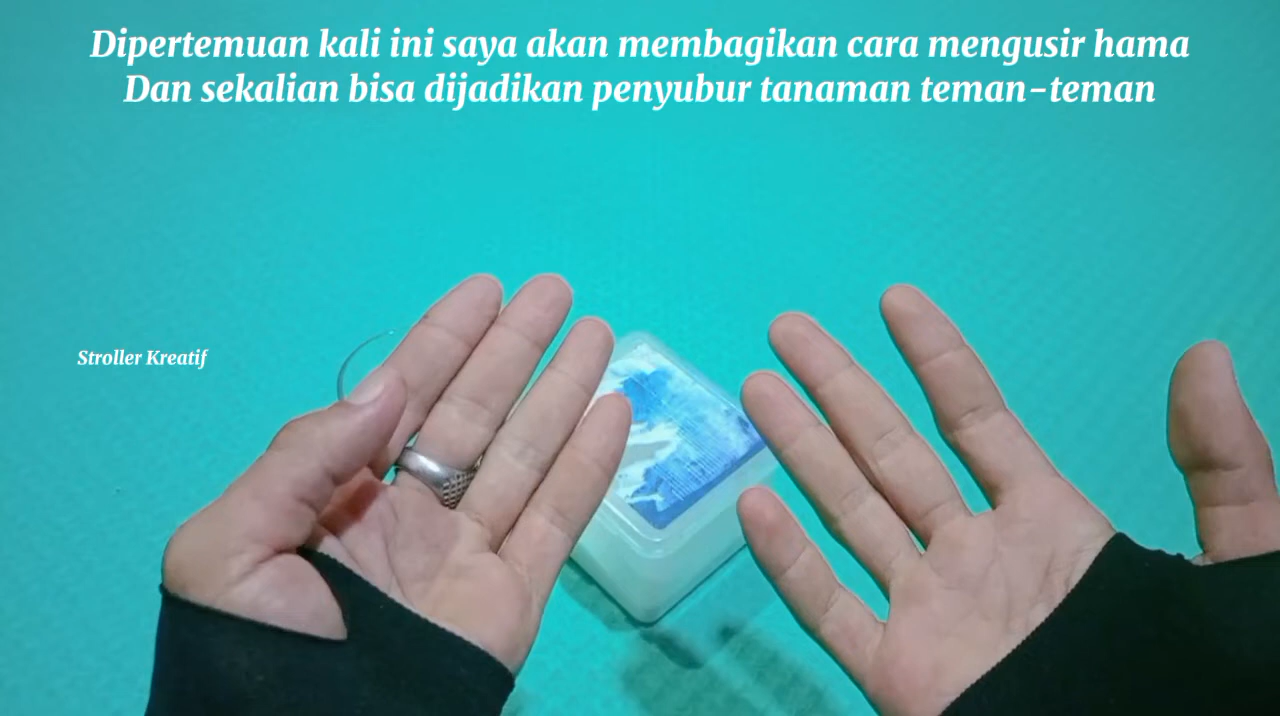 Dipertemuan kali ini saya akan membagikan cara mengusir hama
Dan sekalian bisa dijadikan penyubur tanaman teman-teman
Stroller Kreatif